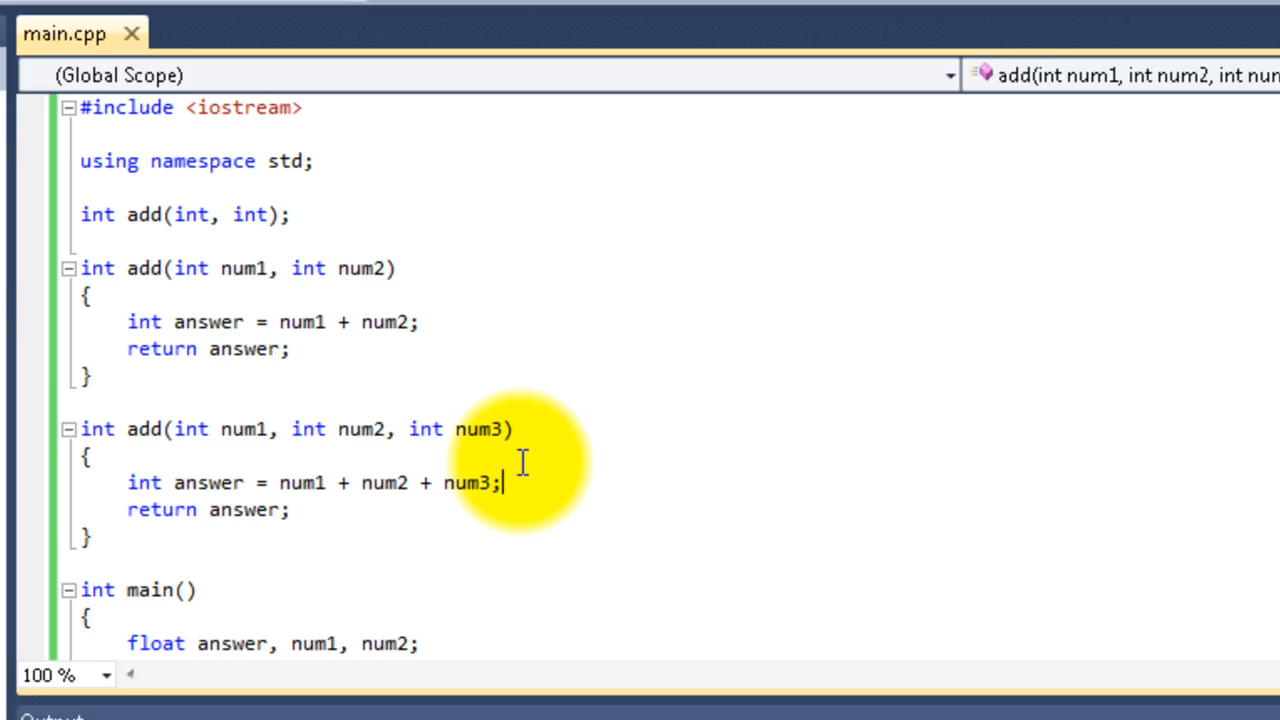 main.cpp
(Global Scope)
add(int num1, int num2, int
#include <iostream>
using namespace std;
int add(int, int);
int add(int num1, int num2)
{
int answer = num1 + num2;
return answer;
}
int add(int num1, int num2, int num3)
{
int answer = num1 + num2 + num3;
return answer;
}
int main()
{
float answer, num1, num2;
100 %
Output